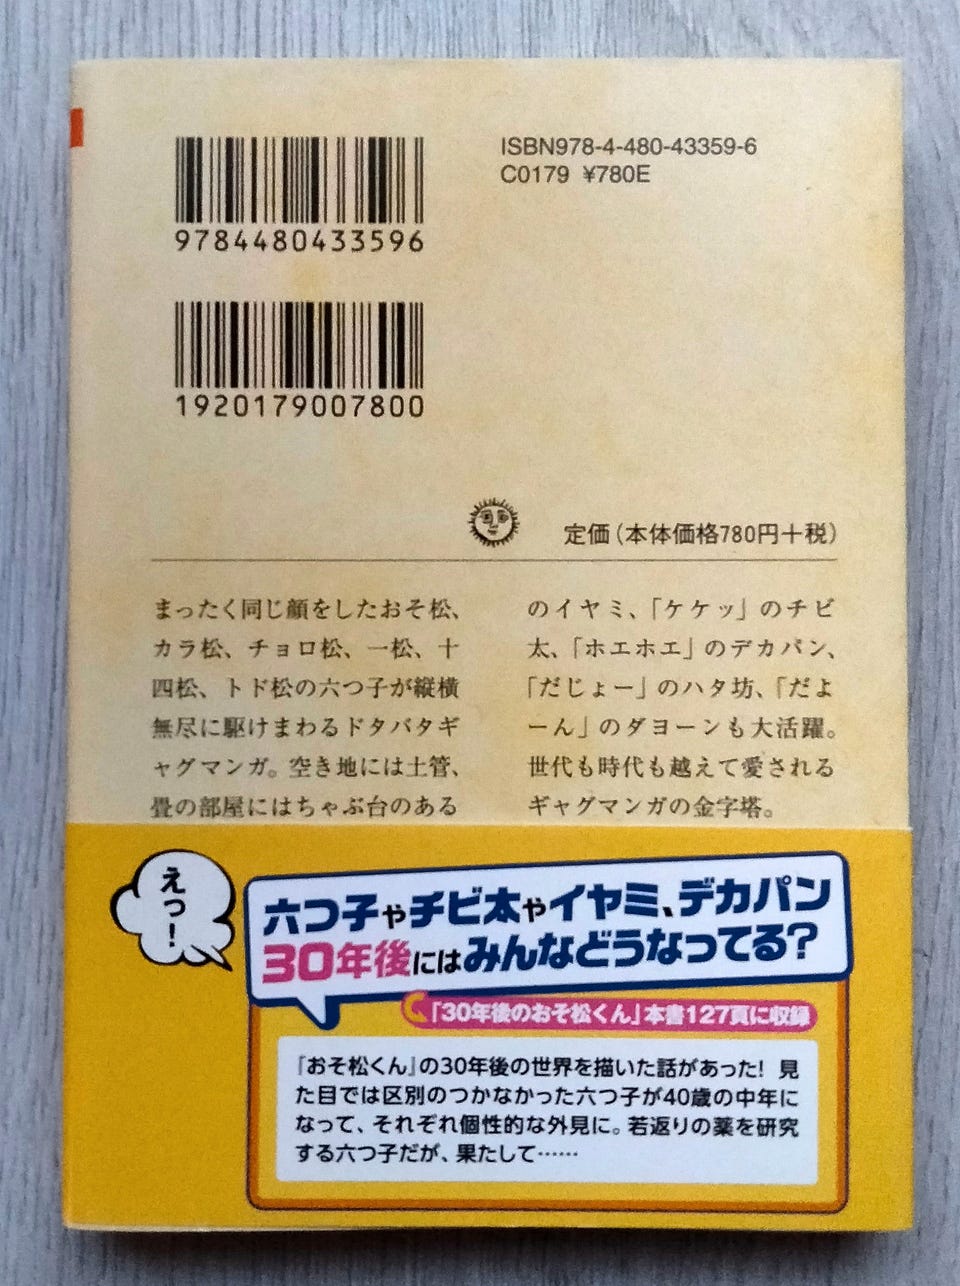 9784480433596
ISBN978-4-480-43359-6
C0179 ¥780E
1920179007800
定価(本体価格780円+税)
まったく同じ顔をしたおそ松、
カラ松、チョロ松、一松、十
四松、トド松の六つ子が縦横
無尽に駆けまわるドタバタギ
ャグマンガ。空き地には土管、
畳の部屋にはちゃぶ台のある
のイヤミ、「ケケッ」のチビ
太、「ホエホエ」のデカパン、
「だじょー」のハタ坊、「だよ
ーん」のダヨーンも大活躍。
世代も時代も越えて愛される
ギャグマンガの金字塔。
えっ!
六つ子やチビ太やイヤミ、デカパン
30年後にはみんなどうなってる?
「30年後のおそ松くん」本書127頁に収録
『おそ松くん』の30年後の世界を描いた話があった! 見
た目では区別のつかなかった六つ子が40歳の中年に
なって、それぞれ個性的な外見に。若返りの薬を研究
する六つ子だが、果たして……